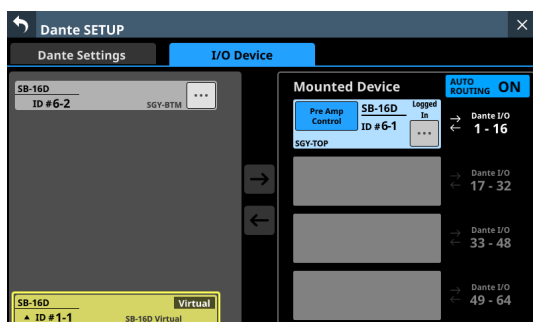 Dante SETUP
Dante Settings
I/O Device
SB-16D
ID #6-2
SGY-BTM
...
SB-16D
Virtual
▲ ID #1-1
SB-16D Virtual
Mounted Device
AUTO
ROUTING ON
Pre Amp
Control
SB-16D
ID #6-1
Logged
In
...
SGY-TOP
Dante I/O
1 - 16
Dante I/O
17 - 32
Dante I/O
33 - 48
Dante I/O
49 - 64